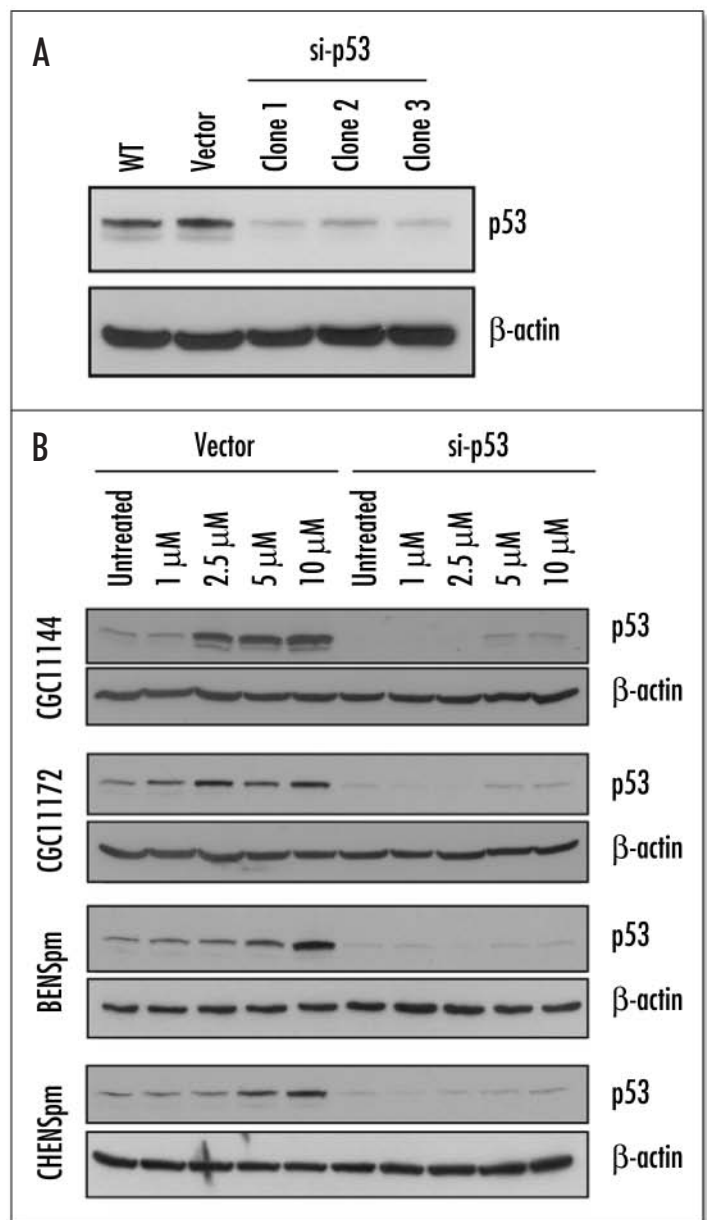 A
si-p53
WT
Vector
Clone 1
Clone 2
Clone 3
p53
β-actin
B
Vector
si-p53
Untreated
1 μM
2.5 μM
5 μM
10 μM
Untreated
1 μM
2.5 μM
5 μM
10 μM
CGC11144
p53
β-actin
CGC11172
p53
β-actin
BENSpm
p53
β-actin
CHENSpm
p53
β-actin